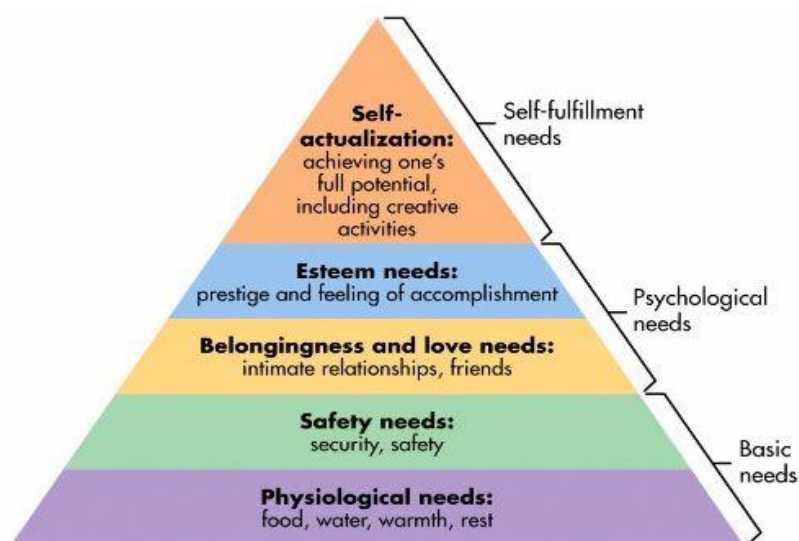 Self-
actualization:
achieving one's
full potential,
including creative
activities
Self-fulfillment
needs
Esteem needs:
prestige and feeling of accomplishment
Psychological
needs
Belongingness and love needs:
intimate relationships, friends
Safety needs:
security, safety
Basic
needs
Physiological needs:
food, water, warmth, rest